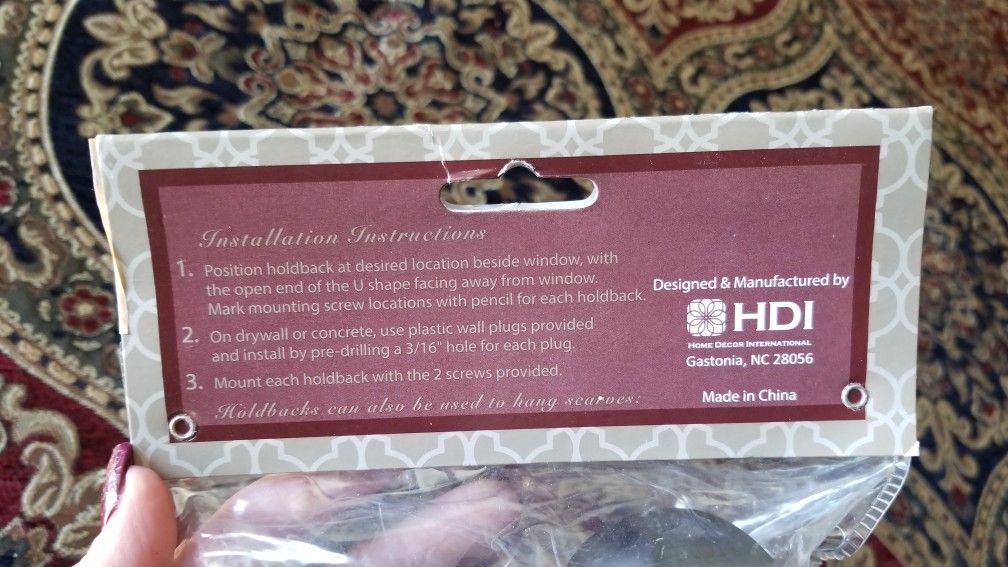 Installation Instructions
1. Position holdback at desired location beside window, with
the open end of the U shape facing away from window.
Mark mounting screw locations with pencil for each holdback.
2. On drywall or concrete, use plastic wall plugs provided
and install by pre-drilling a 3/16" hole for each plug.
3. Mount each holdback with the 2 screws provided.
Holdbacks can also be used to hang scarves:
Designed & Manufactured by
HDI
HOME DÉCOR INTERNATIONAL
Gastonia, NC 28056
Made in China